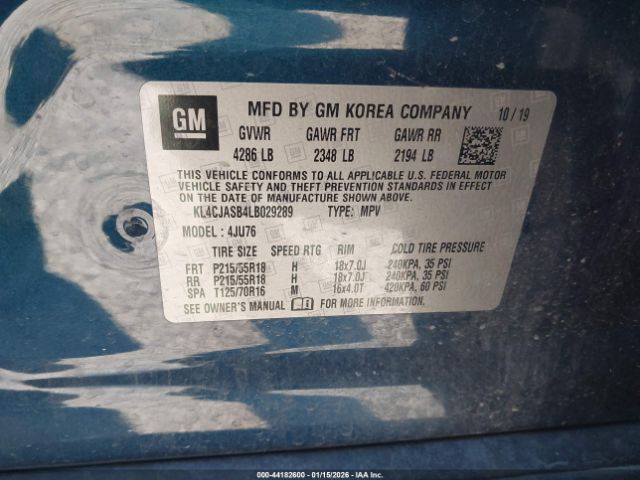 GM
MFD BY GM KOREA COMPANY 10/19
GVWR GAWR FRT GAWR RR
4286 LB 2348 LB 2194 LB
THIS VEHICLE CONFORMS TO ALL APPLICABLE U.S. FEDERAL MOTOR
VEHICLE SAFETY AND THEFT PREVENTION STANDARDS IN EFFECT
ON THE DATE OF MANUFACTURE SHOWN ABOVE.
KL4CJASB4LB029289 TYPE: MPV
MODEL: 4JU76
TIRE SIZE SPEED RTG RIM COLD TIRE PRESSURE
FRT P215/55R18 H 18x7.0J 240KPA, 35 PSI
RR P215/55R18 H 18x7.0J 240KPA, 35 PSI
SPA T125/70R16 M 16x4.0T 420KPA, 60 PSI
SEE OWNER'S MANUAL FOR MORE INFORMATION.
000-44182600 - 01/15/2026 - Copyright IAA, Inc.